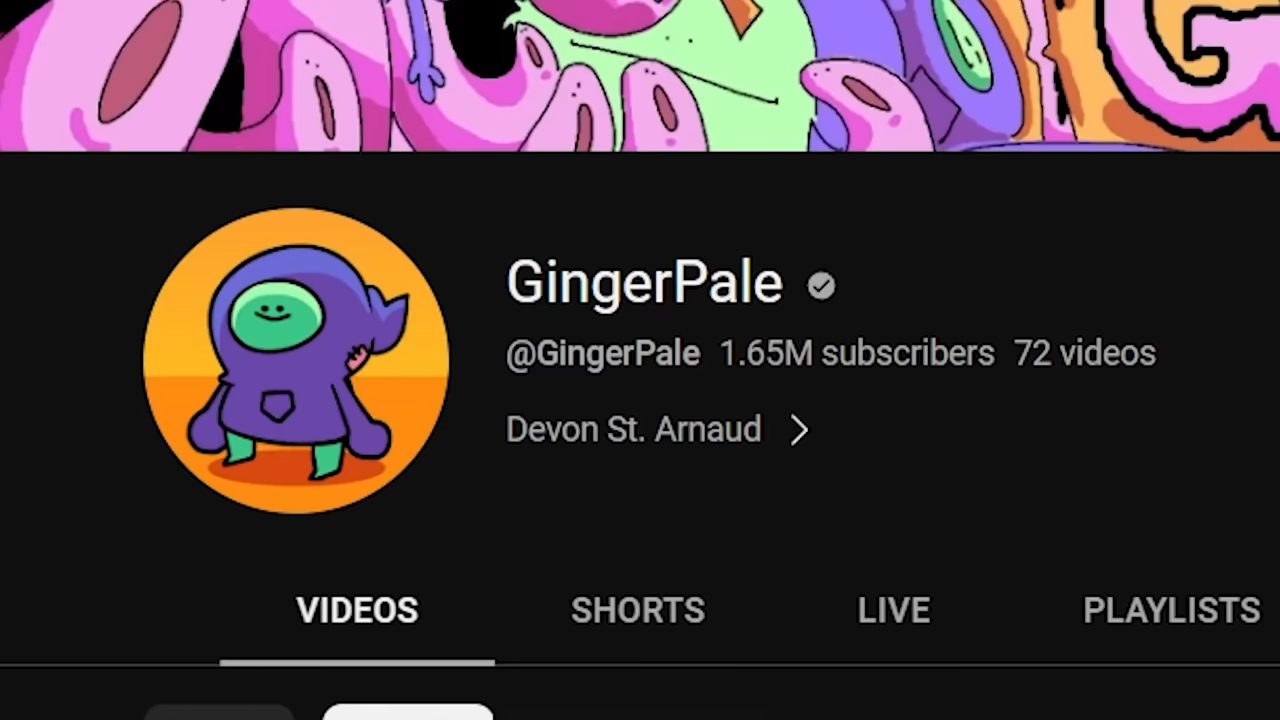 G
GingerPale
@GingerPale 1.65M subscribers 72 videos
Devon St. Arnaud
VIDEOS SHORTS LIVE PLAYLISTS